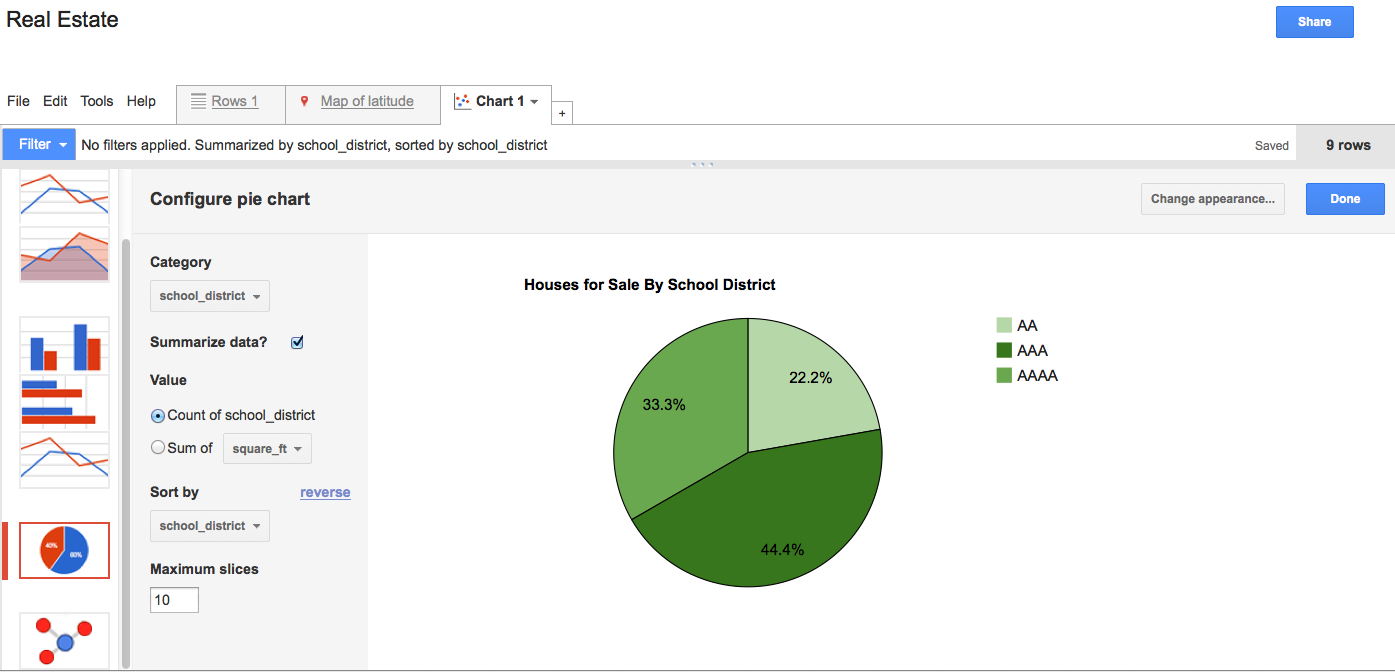 Real Estate
Share
File Edit Tools Help
Rows 1
Map of latitude
Chart 1
+
Filter
No filters applied. Summarized by school_district, sorted by school_district
Saved
9 rows
Configure pie chart
Change appearance...
Done
Category
school_district
Summarize data?
Value
Count of school_district
Sum of square_ft
Sort by reverse
school_district
Maximum slices
10
40%
60%
Houses for Sale By School District
22.2%
33.3%
44.4%
AA
AAA
AAAA